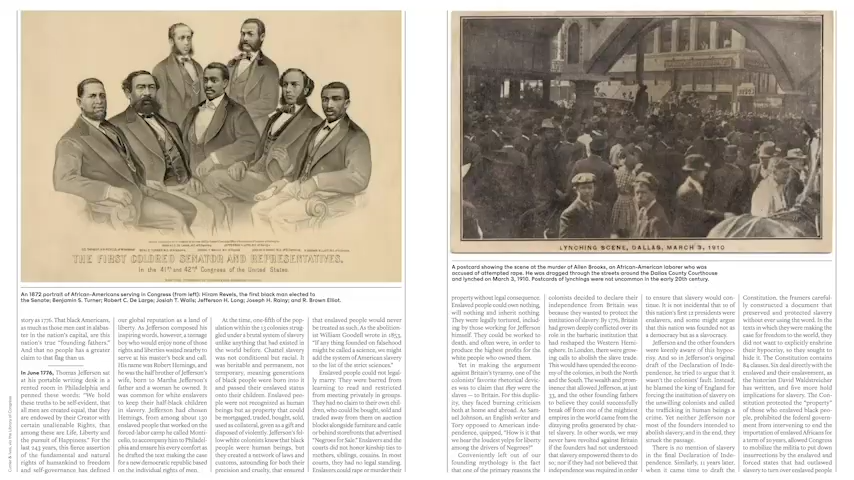 THE FIRST COLORED SENATOR AND REPRESENTATIVES.
In the 41st and 42nd Congress of the United States.
An 1872 portrait of African-Americans serving in Congress (from left): Hiram Revels, the first black man elected to
the Senate; Benjamin S. Turner; Robert C. De Large; Josiah T. Walls; Jefferson H. Long; Joseph H. Rainy; and R. Brown Elliot.
story as 1776. That black Americans,
as much as those men cast in alabas-
ter in the nation's capital, are this
nation's true "founding fathers."
And that no people has a greater
claim to that flag than us.
In June 1776, Thomas Jefferson sat
at his portable writing desk in a
rented room in Philadelphia and
penned these words: "We hold
these truths to be self-evident, that
all men are created equal, that they
are endowed by their Creator with
certain unalienable Rights, that
among these are Life, Liberty and
the pursuit of Happiness." For the
last 243 years, this fierce assertion
of the fundamental and natural
rights of humankind to freedom
and self-governance has defined
our global reputation as a land of
liberty. As Jefferson composed his
inspiring words, however, a teenage
boy who would enjoy none of those
rights and liberties waited nearby to
serve at his master's beck and call.
His name was Robert Hemings, and
he was the half brother of Jefferson's
wife, born to Martha Jefferson's
father and a woman he owned. It
was common for white enslavers
to keep their half-black children
in slavery. Jefferson had chosen
Hemings, from among about 130
enslaved people that worked on the
forced-labor camp he called Monti-
cello, to accompany him to Philadel-
phia and ensure his every comfort as
he drafted the text making the case
for a new democratic republic based
on the individual rights of men.
At the time, one-fifth of the pop-
ulation within the 13 colonies strug-
gled under a brutal system of slavery
unlike anything that had existed in
the world before. Chattel slavery
was not conditional but racial. It
was heritable and permanent, not
temporary, meaning generations
of black people were born into it
and passed their enslaved status
onto their children. Enslaved peo-
ple were not recognized as human
beings but as property that could
be mortgaged, traded, bought, sold,
used as collateral, given as a gift and
disposed of violently. Jefferson's fel-
low white colonists knew that black
people were human beings, but
they created a network of laws and
customs, astounding for both their
precision and cruelty, that ensured
that enslaved people would never
be treated as such. As the abolition-
ist William Goodell wrote in 1853,
"If any thing founded on falsehood
might be called a science, we might
add the system of American slavery
to the list of the strict sciences."
Enslaved people could not legal-
ly marry. They were barred from
learning to read and restricted
from meeting privately in groups.
They had no claim to their own chil-
dren, who could be bought, sold and
traded away from them on auction
blocks alongside furniture and cattle
or behind storefronts that advertised
"Negroes for Sale." Enslavers and the
courts did not honor kinship ties to
mothers, siblings, cousins. In most
courts, they had no legal standing.
Enslavers could rape or murder their
LYNCHING SCENE, DALLAS, MARCH 3, 1910
A postcard showing the scene at the murder of Allen Brooks, an African-American laborer who was
accused of attempted rape. He was dragged through the streets around the Dallas County Courthouse
and lynched on March 3, 1910. Postcards of lynchings were not uncommon in the early 20th century.
property without legal consequence.
Enslaved people could own nothing,
will nothing and inherit nothing.
They were legally tortured, includ-
ing by those working for Jefferson
himself. They could be worked to
death, and often were, in order to
produce the highest profits for the
white people who owned them.
Yet in making the argument
against Britain's tyranny, one of the
colonists' favorite rhetorical devic-
es was to claim that they were the
slaves — to Britain. For this duplic-
ity, they faced burning criticism
both at home and abroad. As Sam-
uel Johnson, an English writer and
Tory opposed to American inde-
pendence, quipped, "How is it that
we hear the loudest yelps for liberty
among the drivers of Negroes?"
Conveniently left out of our
founding mythology is the fact
that one of the primary reasons the
colonists decided to declare their
independence from Britain was
because they wanted to protect the
institution of slavery. By 1776, Britain
had grown deeply conflicted over its
role in the barbaric institution that
had reshaped the Western Hemi-
sphere. In London, there were grow-
ing calls to abolish the slave trade.
This would have upended the econo-
my of the colonies, in both the North
and the South. The wealth and prom-
inence that allowed Jefferson, at just
33, and the other founding fathers
to believe they could successfully
break off from one of the mightiest
empires in the world came from the
dizzying profits generated by chat-
tel slavery. In other words, we may
never have revolted against Britain
if the founders had not understood
that slavery empowered them to do
so; nor if they had not believed that
independence was required in order
to ensure that slavery would con-
tinue. It is not incidental that 10 of
this nation's first 12 presidents were
enslavers, and some might argue
that this nation was founded not as
a democracy but as a slavocracy.
Jefferson and the other founders
were keenly aware of this hypoc-
risy. And so in Jefferson's original
draft of the Declaration of Inde-
pendence, he tried to argue that it
wasn't the colonists' fault. Instead,
he blamed the king of England for
forcing the institution of slavery on
the unwilling colonists and called
the trafficking in human beings a
crime. Yet neither Jefferson nor
most of the founders intended to
abolish slavery, and in the end, they
struck the passage.
There is no mention of slavery
in the final Declaration of Inde-
pendence. Similarly, 11 years later,
when it came time to draft the
Constitution, the framers careful-
ly constructed a document that
preserved and protected slavery
without ever using the word. In the
texts in which they were making the
case for freedom to the world, they
did not want to explicitly enshrine
their hypocrisy, so they sought to
hide it. The Constitution contains
84 clauses. Six deal directly with the
enslaved and their enslavement, as
the historian David Waldstreicher
has written, and five more hold
implications for slavery. The Con-
stitution protected the "property"
of those who enslaved black peo-
ple, prohibited the federal govern-
ment from intervening to end the
importation of enslaved Africans for
a term of 20 years, allowed Congress
to mobilize the militia to put down
insurrections by the enslaved and
forced states that had outlawed
slavery to turn over enslaved people